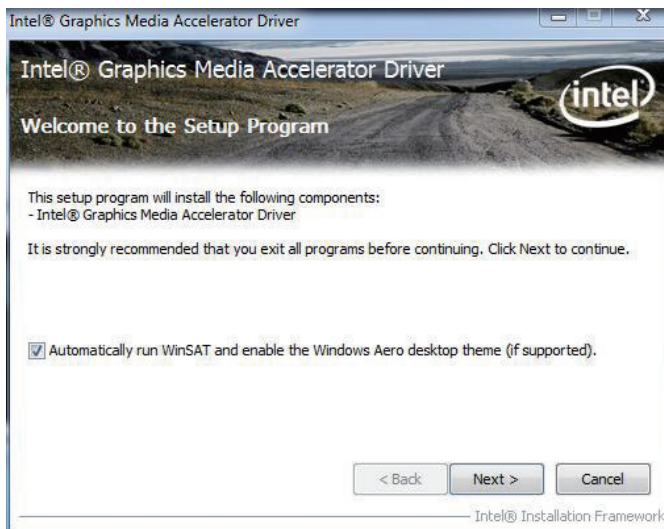 Intel® Graphics Media Accelerator Driver
Intel® Graphics Media Accelerator Driver
intel
Welcome to the Setup Program
This setup program will install the following components:
- Intel® Graphics Media Accelerator Driver
It is strongly recommended that you exit all programs before continuing. Click Next to continue.
Automatically run WinSAT and enable the Windows Aero desktop theme (if supported).
< Back Next > Cancel
Intel® Installation Framework